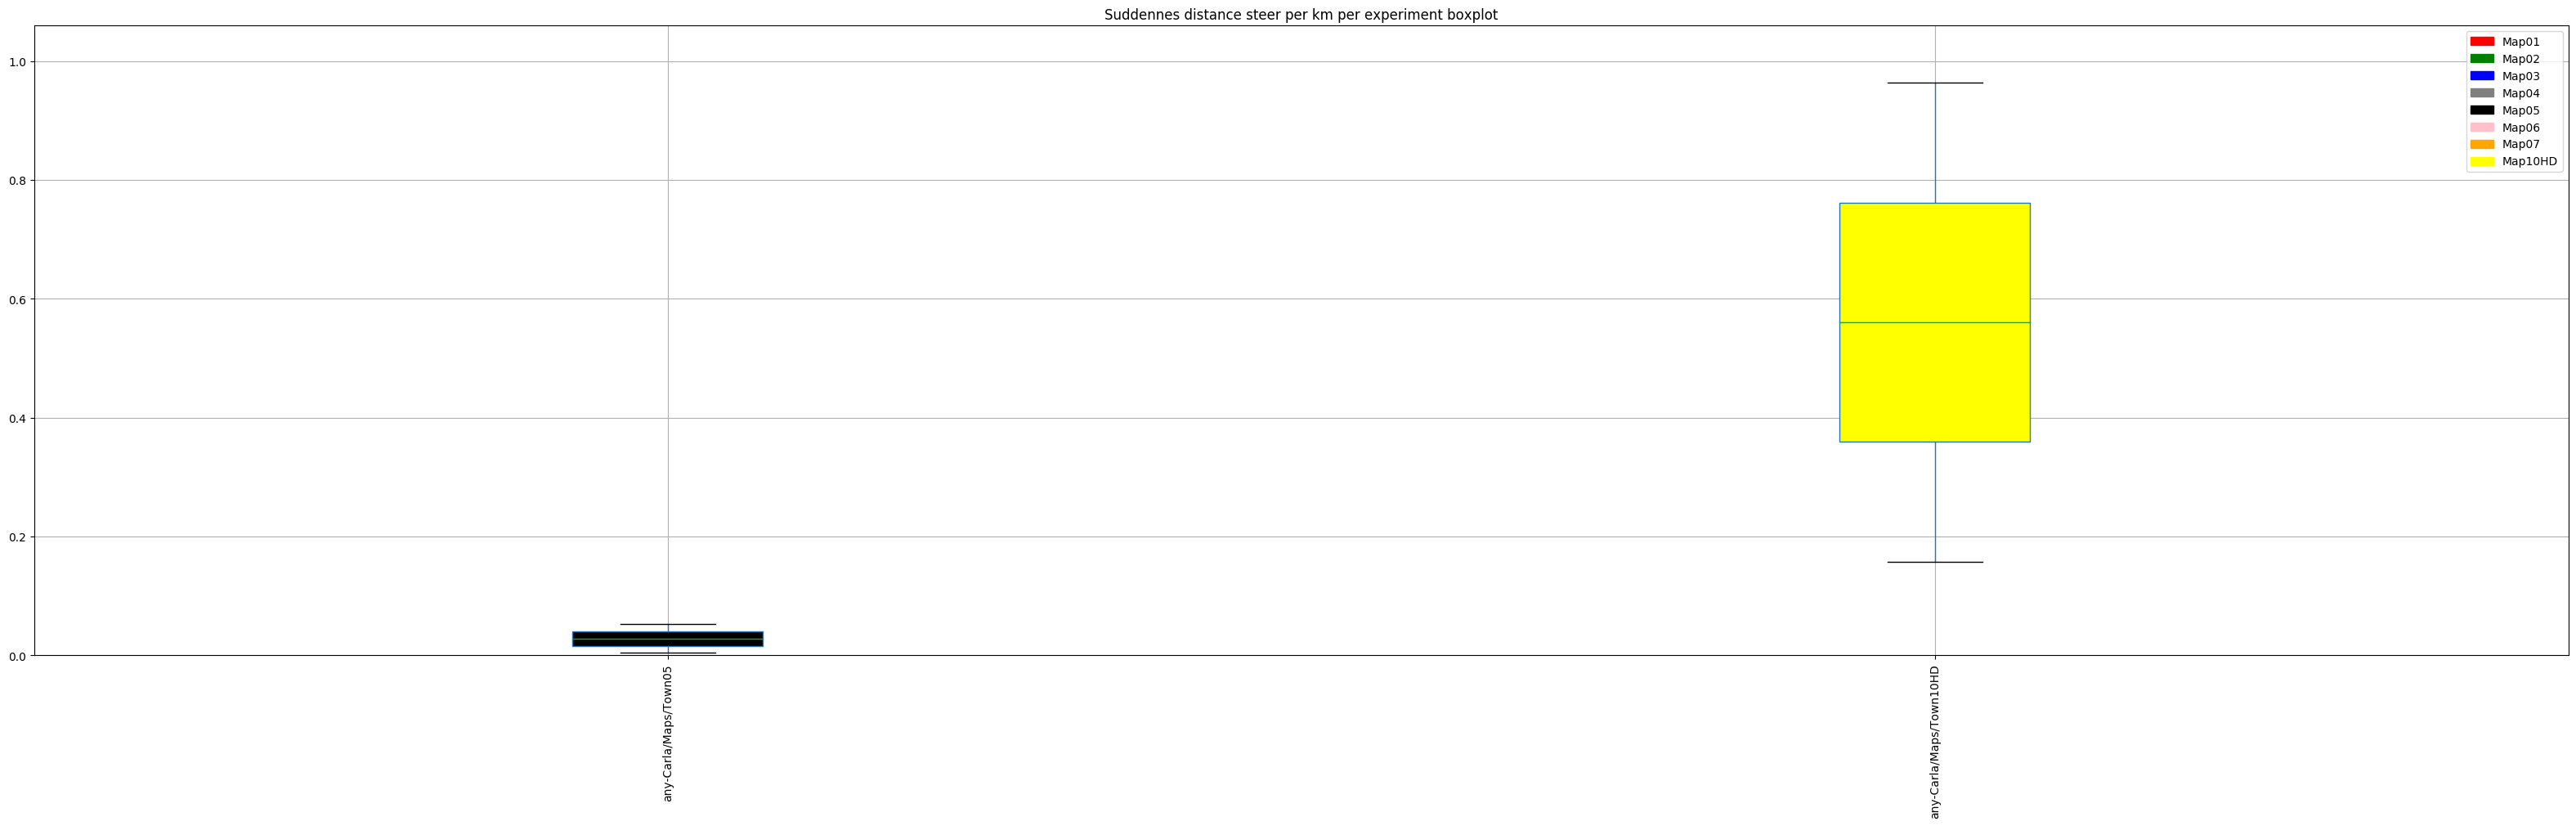 Suddennes distance steer per km per experiment boxplot
1.0
0.8
0.6
0.4
0.2
0.0
Map01
Map02
Map03
Map04
Map05
Map06
Map07
Map10HD
any-Carla/Maps/Town05
any-Carla/Maps/Town10HD